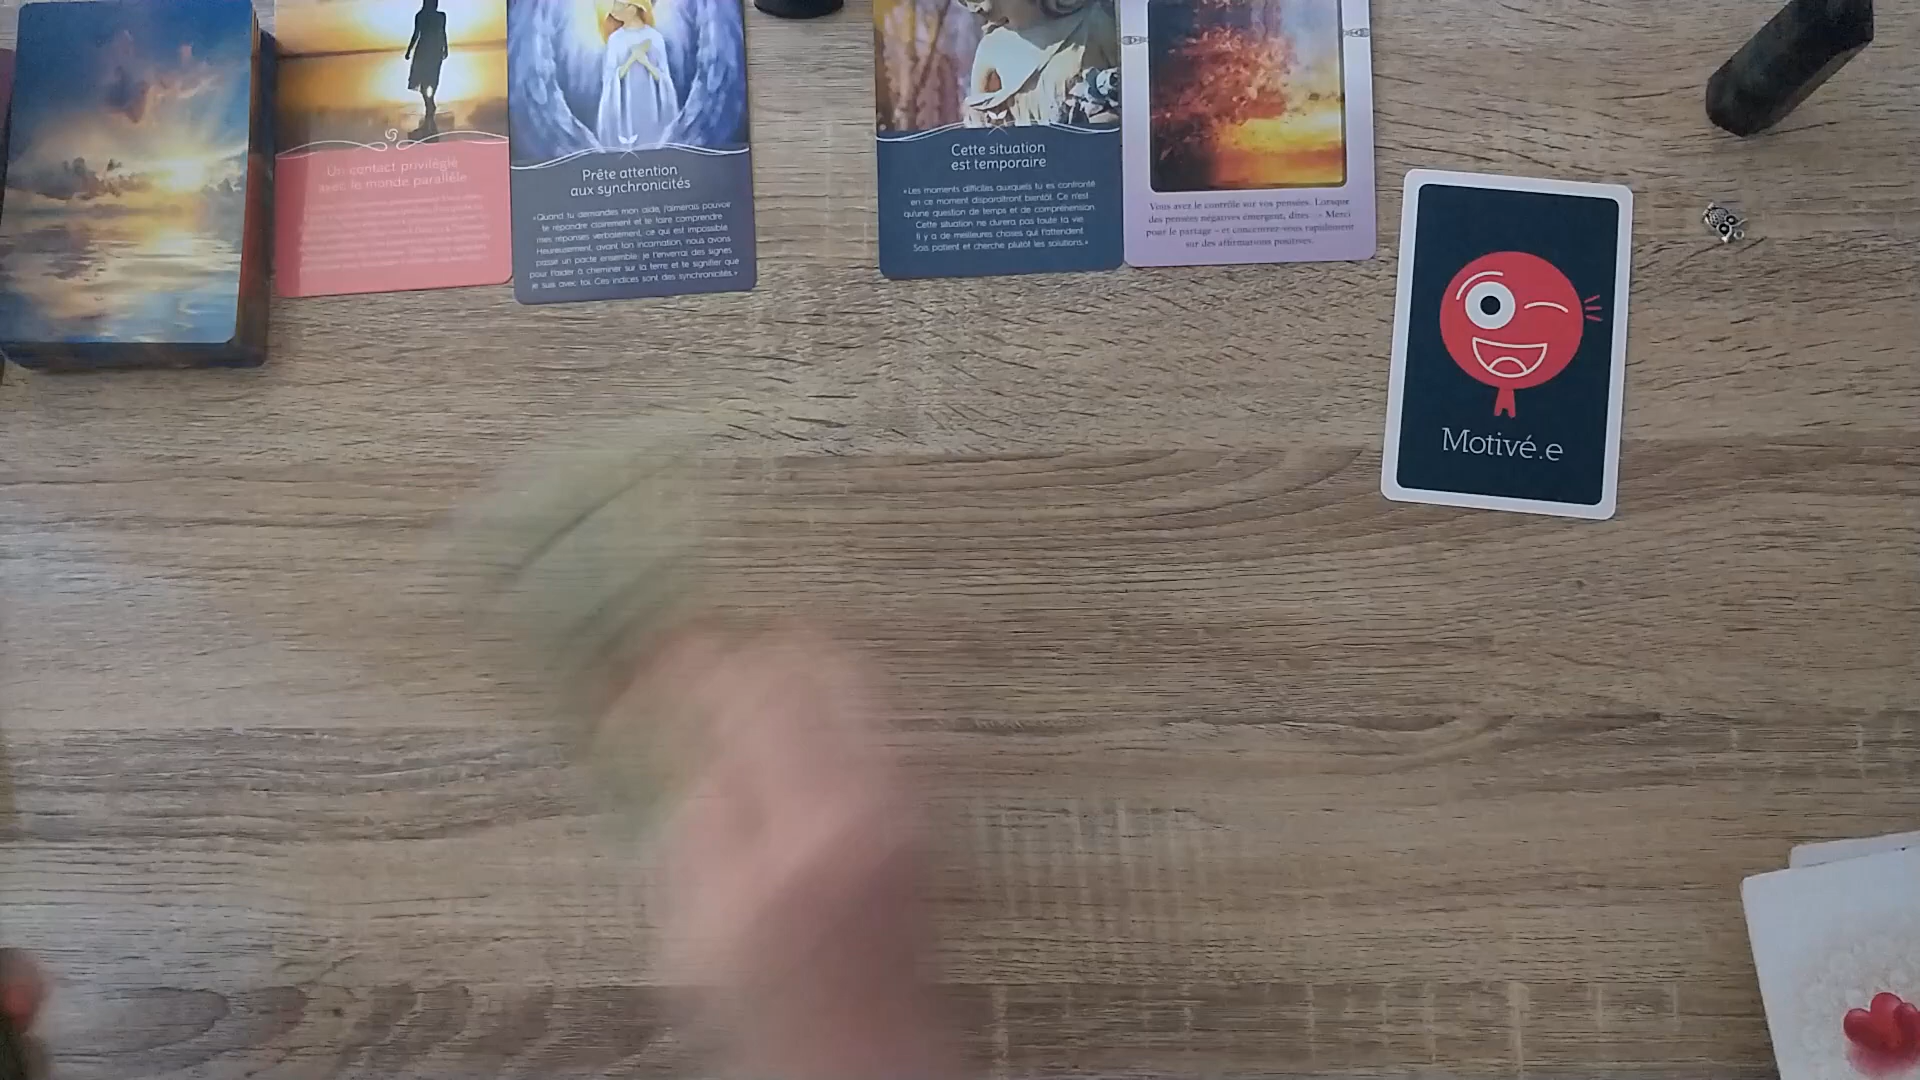 Un contact privilégié
avec le monde parallèle
Prête attention
aux synchronicités
«Quand tu demandes mon aide, j'aimerais pouvoir
te répondre clairement et te faire comprendre
mes réponses verbalement, ce qui est impossible.
Heureusement, avant ton incarnation, nous avons
passé un pacte ensemble: je t'enverrai des signes
pour t'aider à cheminer sur la terre et te signifier que
je suis avec toi. Ces indices sont des synchronicités.»
Cette situation
est temporaire
«Les moments difficiles auxquels tu es confronté
en ce moment disparaîtront bientôt. Ce n'est
qu'une question de temps et de compréhension.
Cette situation ne durera pas toute ta vie.
Il y a de meilleures choses qui t'attendent.
Sois patient et cherche plutôt les solutions.»
Vous avez le contrôle sur vos pensées. Lorsque
des pensées négatives émergent, dites : « Merci
pour le partage » et concentrez-vous rapidement
sur des affirmations positives.
Motivé.e